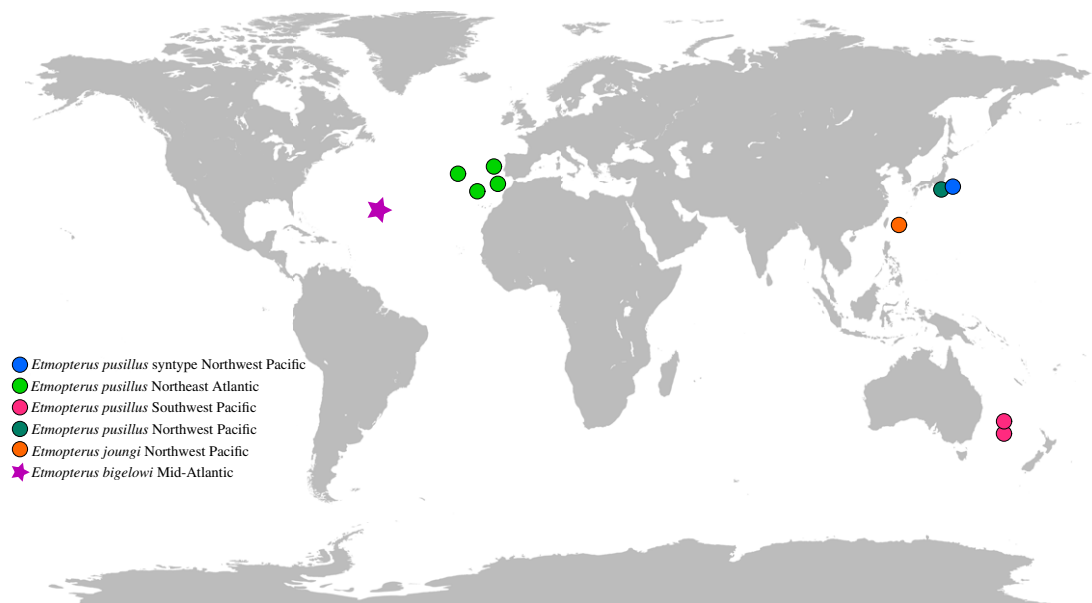 Etmopterus pusillus syntype Northwest Pacific
Etmopterus pusillus Northeast Atlantic
Etmopterus pusillus Southwest Pacific
Etmopterus pusillus Northwest Pacific
Etmopterus joungi Northwest Pacific
Etmopterus bigelowi Mid-Atlantic